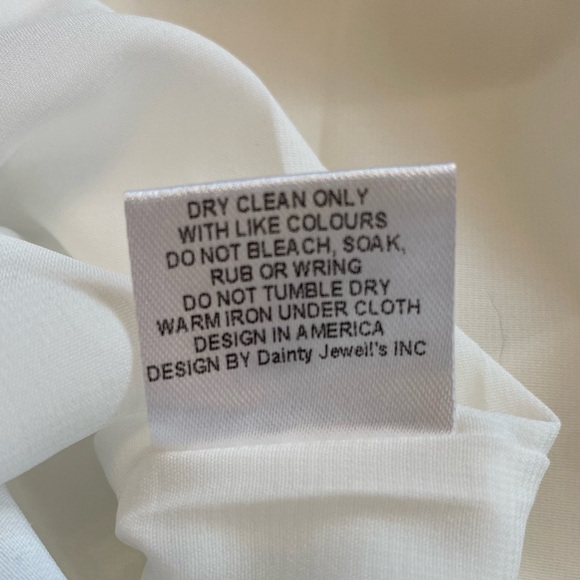 DRY CLEAN ONLY
WITH LIKE COLOURS
DO NOT BLEACH, SOAK,
RUB OR WRING
DO NOT TUMBLE DRY
WARM IRON UNDER CLOTH
DESIGN IN AMERICA
DESIGN BY Dainty Jewell's INC